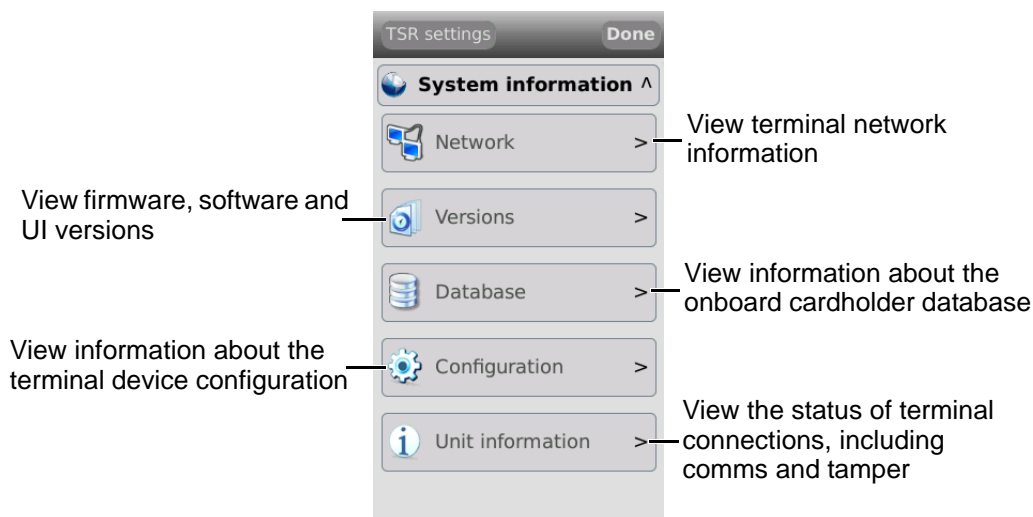 TSR settings Done
System information ^
Network >
View terminal network
information
View firmware, software and
UI versions
Versions >
Database >
View information about the
onboard cardholder database
View information about the
terminal device configuration
Configuration >
Unit information >
View the status of terminal
connections, including
comms and tamper